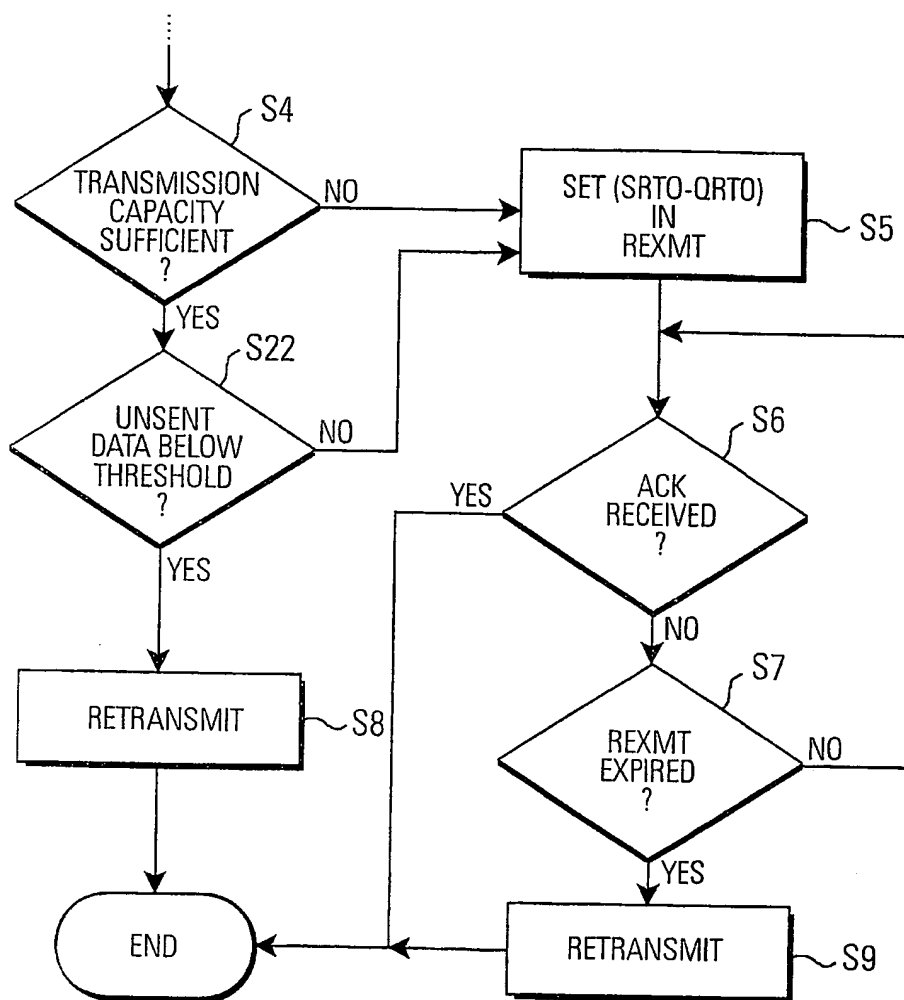 S4
TRANSMISSION
CAPACITY
SUFFICIENT
?
NO
YES
SET (SRTO-QRTO)
IN
REXMT
S5
S22
UNSENT
DATA BELOW
THRESHOLD
?
NO
YES
S6
ACK
RECEIVED
?
YES
NO
RETRANSMIT
S8
S7
REXMT
EXPIRED
?
NO
YES
END
RETRANSMIT
S9